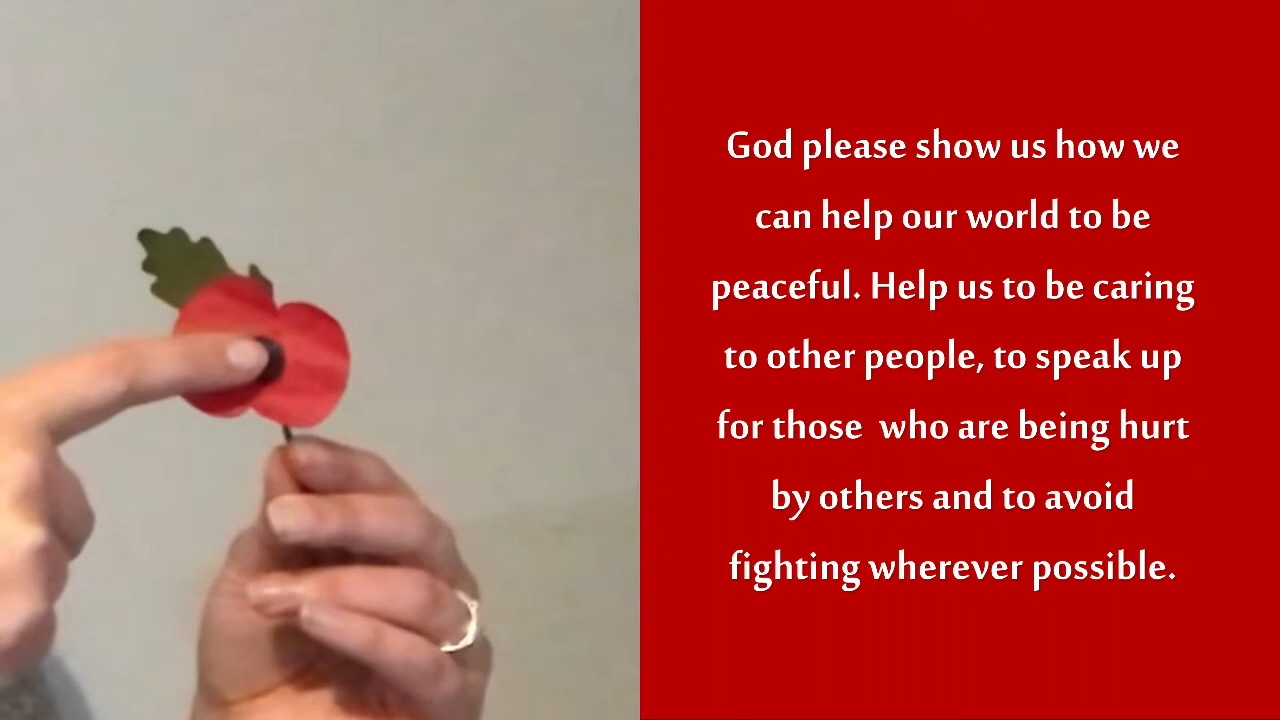 God please show us how we
can help our world to be
peaceful. Help us to be caring
to other people, to speak up
for those  who are being hurt
by others and to avoid
fighting wherever possible.